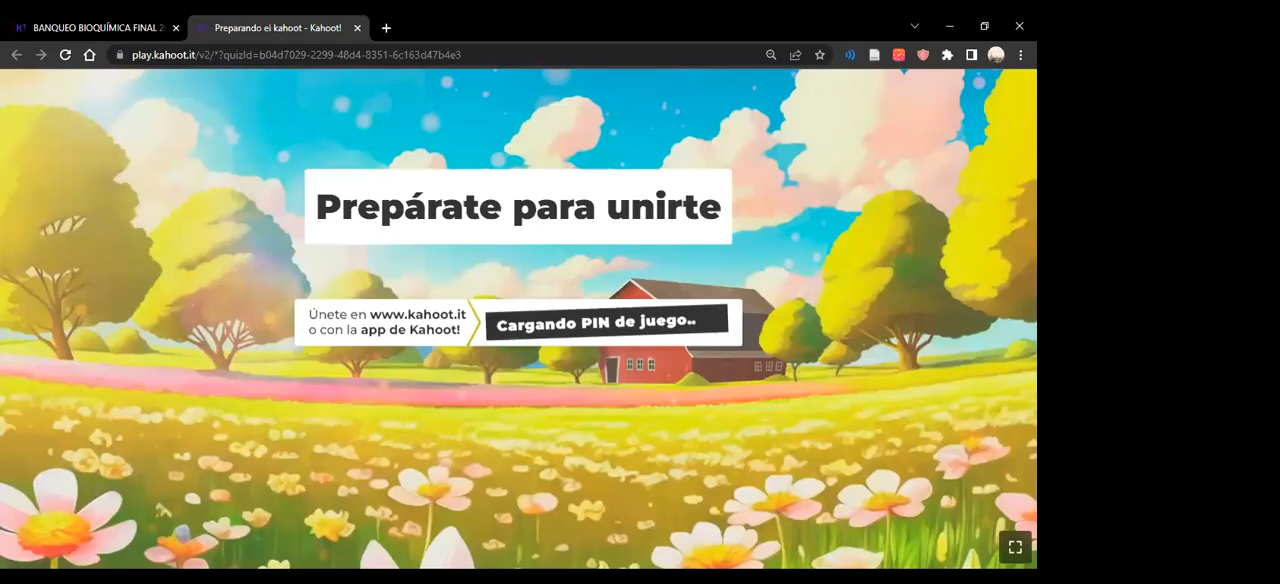 BANQUEO BIOQUÍMICA FINAL
Preparando el kahoot - Kahoot!
play.kahoot.it/v2/*?quizId=b04d7029-2299-48d4-8351-6c163d47b4e3
Prepárate para unirte
Únete en www.kahoot.it
o con la app de Kahoot!
Cargando PIN de juego..